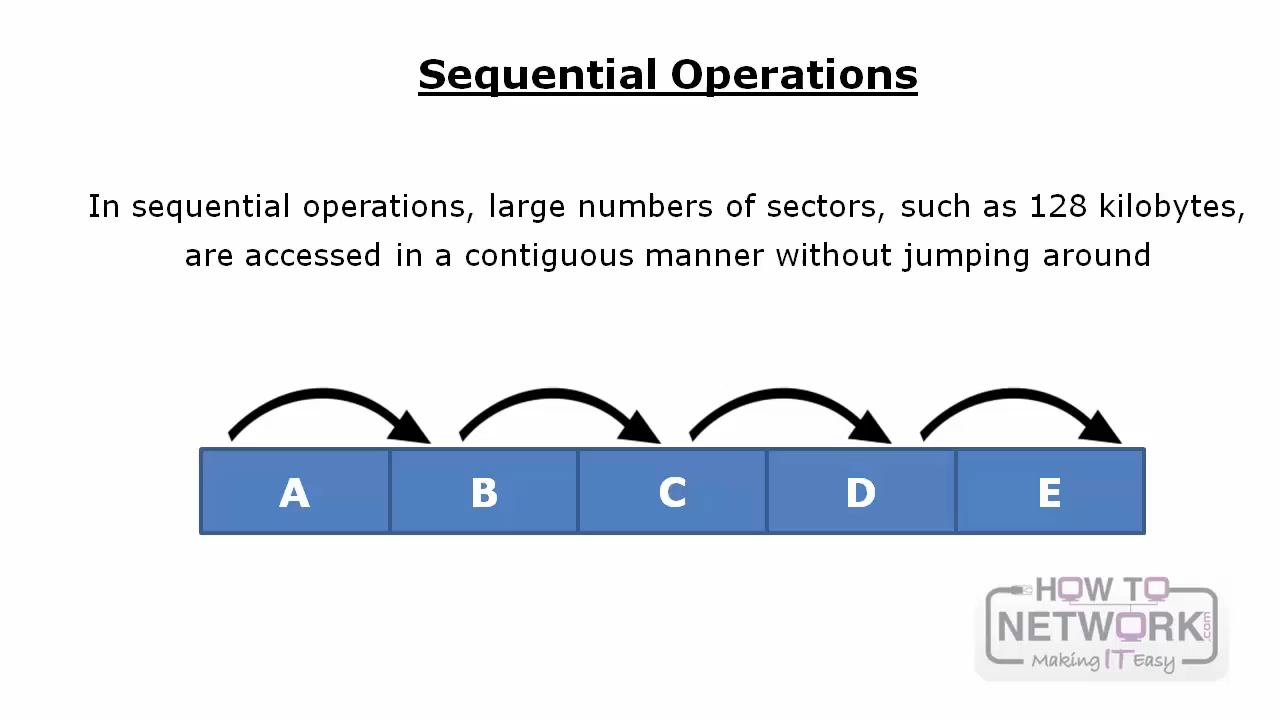 Sequential Operations
In sequential operations, large numbers of sectors, such as 128 kilobytes,
are accessed in a contiguous manner without jumping around
A B C D E
HOW TO
NETWORK.com
Making IT Easy